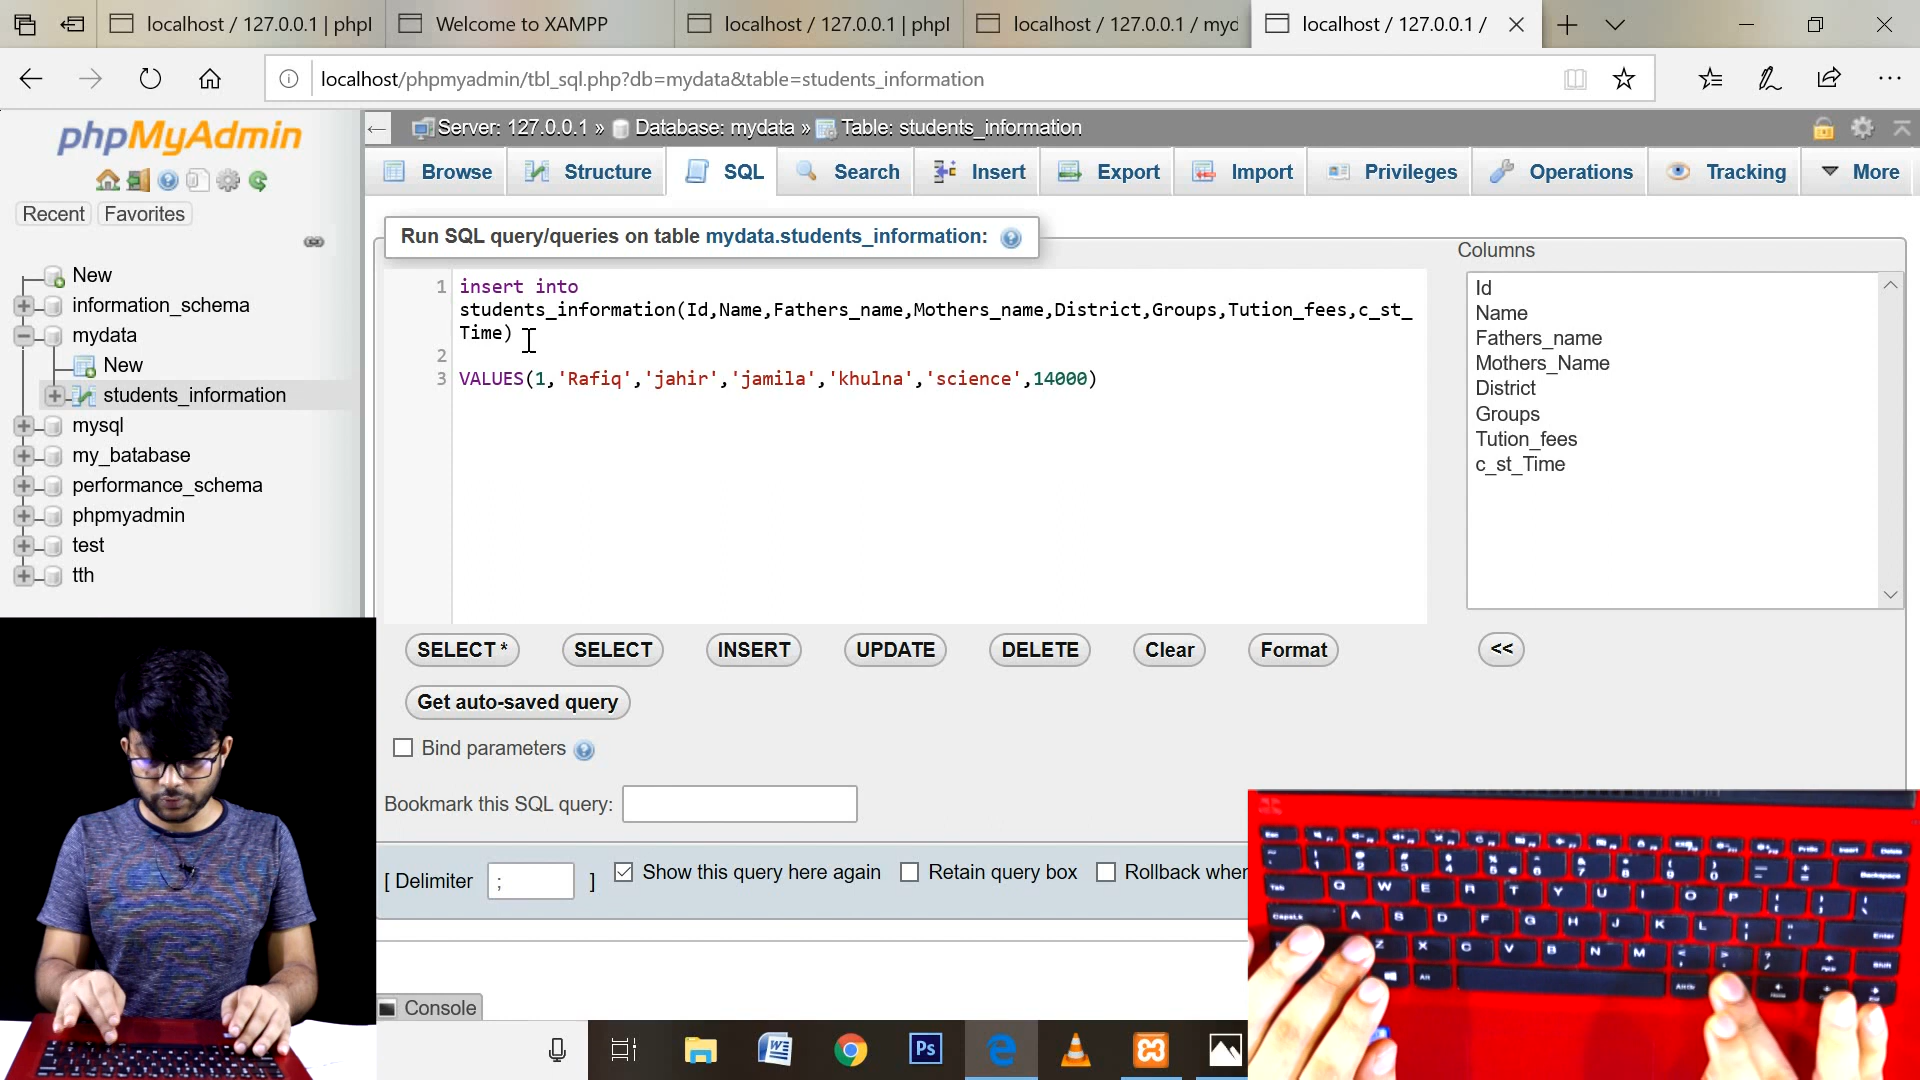 localhost / 127.0.0.1 | phpl
Welcome to XAMPP
localhost / 127.0.0.1 | phpl
localhost / 127.0.0.1 / myd
localhost / 127.0.0.1 /
localhost/phpmyadmin/tbl_sql.php?db=mydata&table=students_information
phpMyAdmin
Recent
Favorites
New
information_schema
mydata
New
students_information
mysql
my_batabase
performance_schema
phpmyadmin
test
tth
Server: 127.0.0.1 » Database: mydata » Table: students_information
Browse
Structure
SQL
Search
Insert
Export
Import
Privileges
Operations
Tracking
More
Run SQL query/queries on table mydata.students_information:
1 insert into
students_information(Id,Name,Fathers_name,Mothers_name,District,Groups,Tution_fees,c_st_
Time)
2
3 VALUES(1,'Rafiq','jahir','jamila','khulna','science',14000)
Columns
Id
Name
Fathers_name
Mothers_Name
District
Groups
Tution_fees
c_st_Time
SELECT *
SELECT
INSERT
UPDATE
DELETE
Clear
Format
<<
Get auto-saved query
Bind parameters
Bookmark this SQL query:
[ Delimiter ; ]
Show this query here again
Retain query box
Rollback wher
Console
W
Ps
Q W E R T Y U I O P
A S D F G H J K L
Z X C V B N M